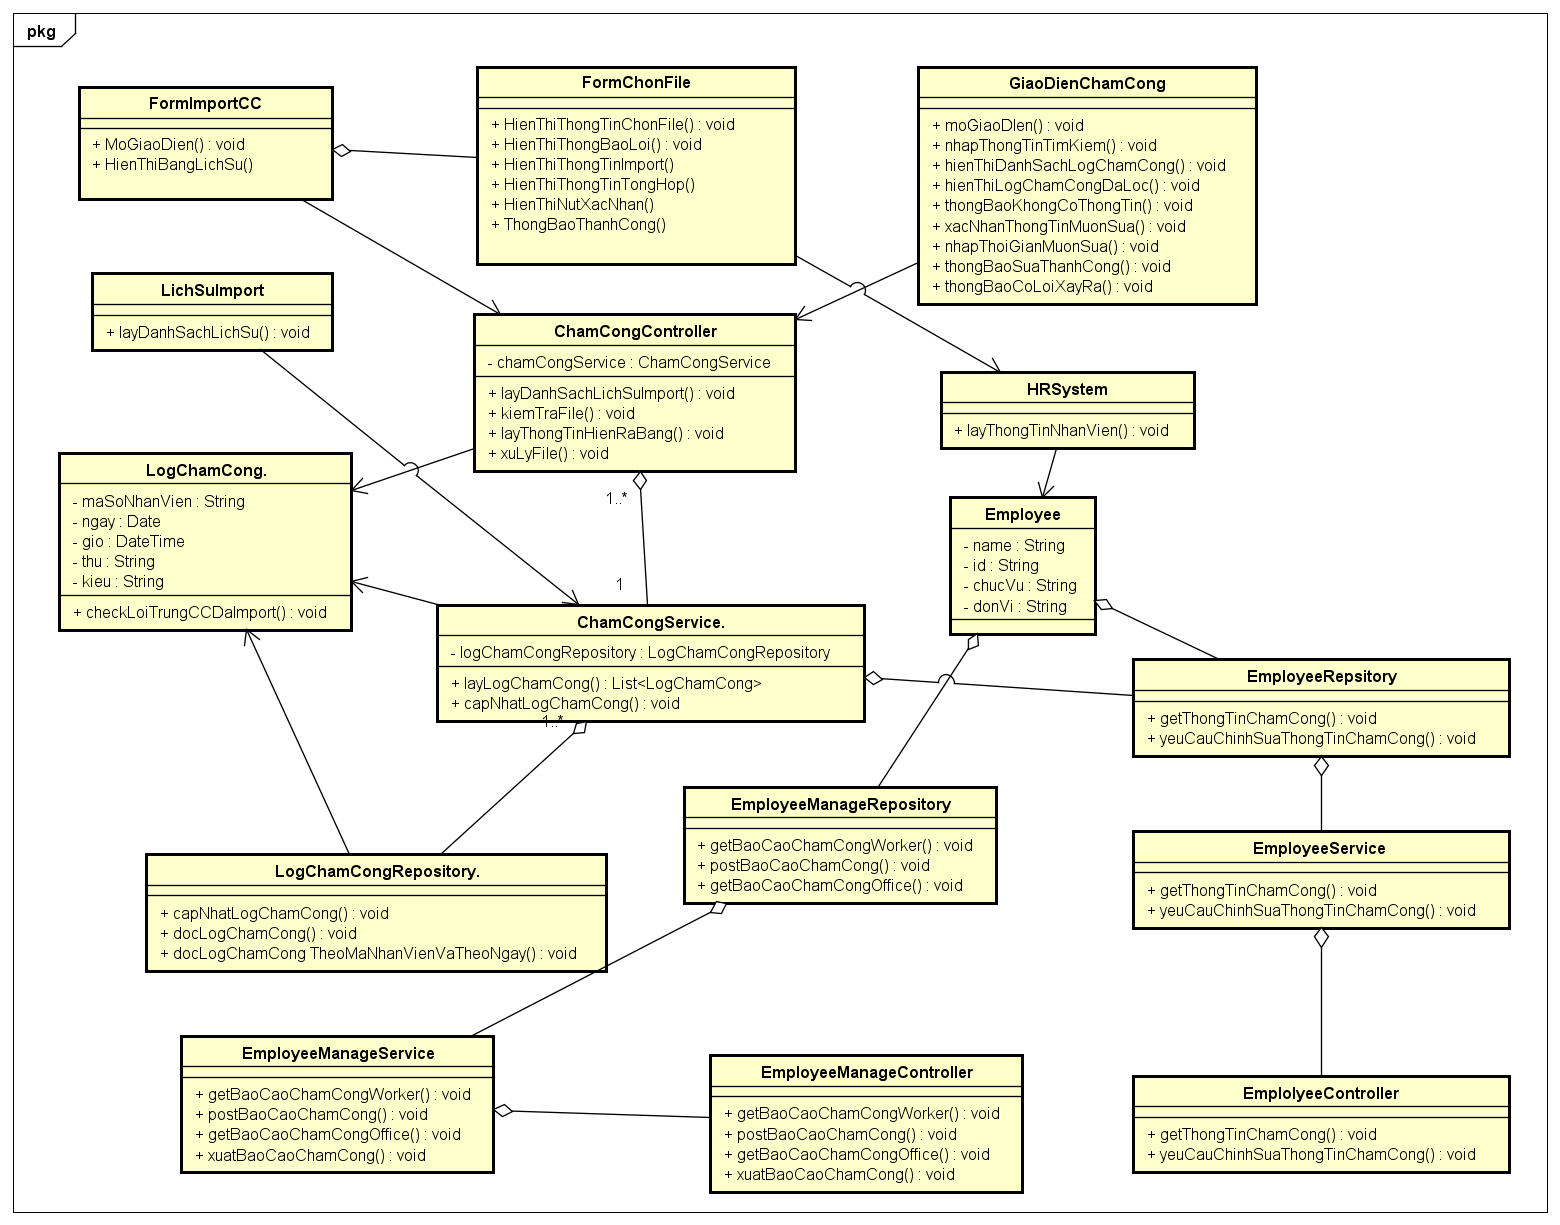 pkg
FormImportCC
+ MoGiaoDien() : void
+ HienThiBangLichSu()
FormChonFile
+ HienThiThongTinChonFile() : void
+ HienThiThongBaoLoi() : void
+ HienThiThongTinImport()
+ HienThiThongTinTongHop()
+ HienThiNutXacNhan()
+ ThongBaoThanhCong()
GiaoDienChamCong
+ moGiaoDIen() : void
+ nhapThongTinTimKiem() : void
+ hienThiDanhSachLogChamCong() : void
+ hienThiLogChamCongDaLoc() : void
+ thongBaoKhongCoThongTin() : void
+ xacNhanThongTinMuonSua() : void
+ nhapThoiGianMuonSua() : void
+ thongBaoSuaThanhCong() : void
+ thongBaoCoLoiXayRa() : void
LichSuImport
+ layDanhSachLichSu() : void
ChamCongController
- chamCongService : ChamCongService
+ layDanhSachLichSuImport() : void
+ kiemTraFile() : void
+ layThongTinHienRaBang() : void
+ xuLyFile() : void
HRSystem
+ layThongTinNhanVien() : void
LogChamCong.
- maSoNhanVien : String
- ngay : Date
- gio : DateTime
- thu : String
- kieu : String
+ checkLoiTrungCCDaImport() : void
1..*
1
Employee
- name : String
- id : String
- chucVu : String
- donVi : String
ChamCongService.
- logChamCongRepository : LogChamCongRepository
+ layLogChamCong() : List<LogChamCong>
+ capNhatLogChamCong() : void
1..*
EmployeeRepsitory
+ getThongTinChamCong() : void
+ yeuCauChinhSuaThongTinChamCong() : void
EmployeeManageRepository
+ getBaoCaoChamCongWorker() : void
+ postBaoCaoChamCong() : void
+ getBaoCaoChamCongOffice() : void
EmployeeService
+ getThongTinChamCong() : void
+ yeuCauChinhSuaThongTinChamCong() : void
LogChamCongRepository.
+ capNhatLogChamCong() : void
+ docLogChamCong() : void
+ docLogChamCong TheoMaNhanVienVaTheoNgay() : void
EmployeeManageService
+ getBaoCaoChamCongWorker() : void
+ postBaoCaoChamCong() : void
+ getBaoCaoChamCongOffice() : void
+ xuatBaoCaoChamCong() : void
EmployeeManageController
+ getBaoCaoChamCongWorker() : void
+ postBaoCaoChamCong() : void
+ getBaoCaoChamCongOffice() : void
+ xuatBaoCaoChamCong() : void
EmplolyeeController
+ getThongTinChamCong() : void
+ yeuCauChinhSuaThongTinChamCong() : void